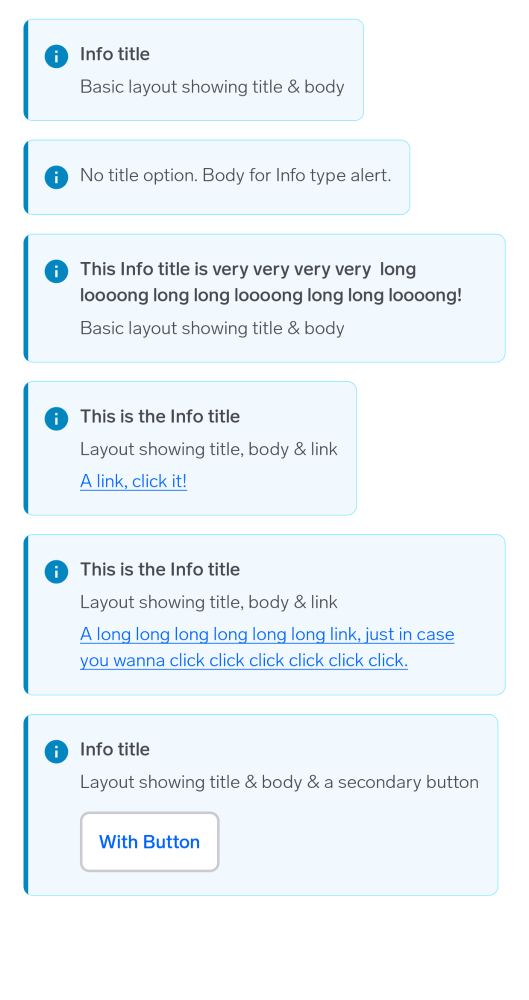 Info title
Basic layout showing title & body
No title option. Body for Info type alert.
This Info title is very very very very  long
loooong long long loooong long long loooong!
Basic layout showing title & body
This is the Info title
Layout showing title, body & link
A link, click it!
This is the Info title
Layout showing title, body & link
A long long long long long long link, just in case
you wanna click click click click click click.
Info title
Layout showing title & body & a secondary button
With Button